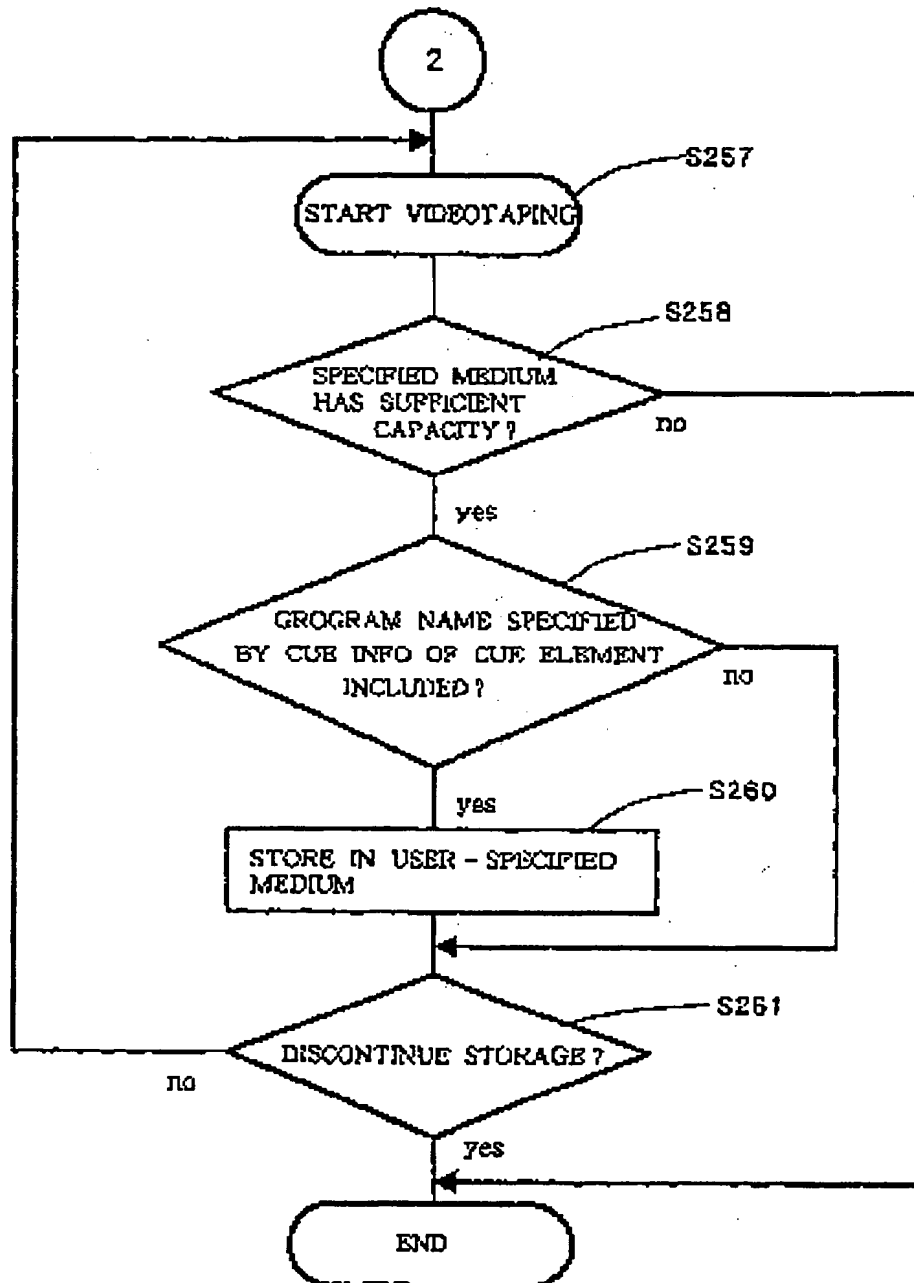 2
S257
START VIDEOTAPING
S258
SPECIFIED MEDIUM
HAS SUFFICIENT
CAPACITY?
no
yes
S259
GROGRAM NAME SPECIFIED
BY CUE INFO OF CUE ELEMENT
INCLUDED?
no
yes
S260
STORE IN USER-SPECIFIED
MEDIUM
S261
DISCONTINUE STORAGE?
no
yes
END